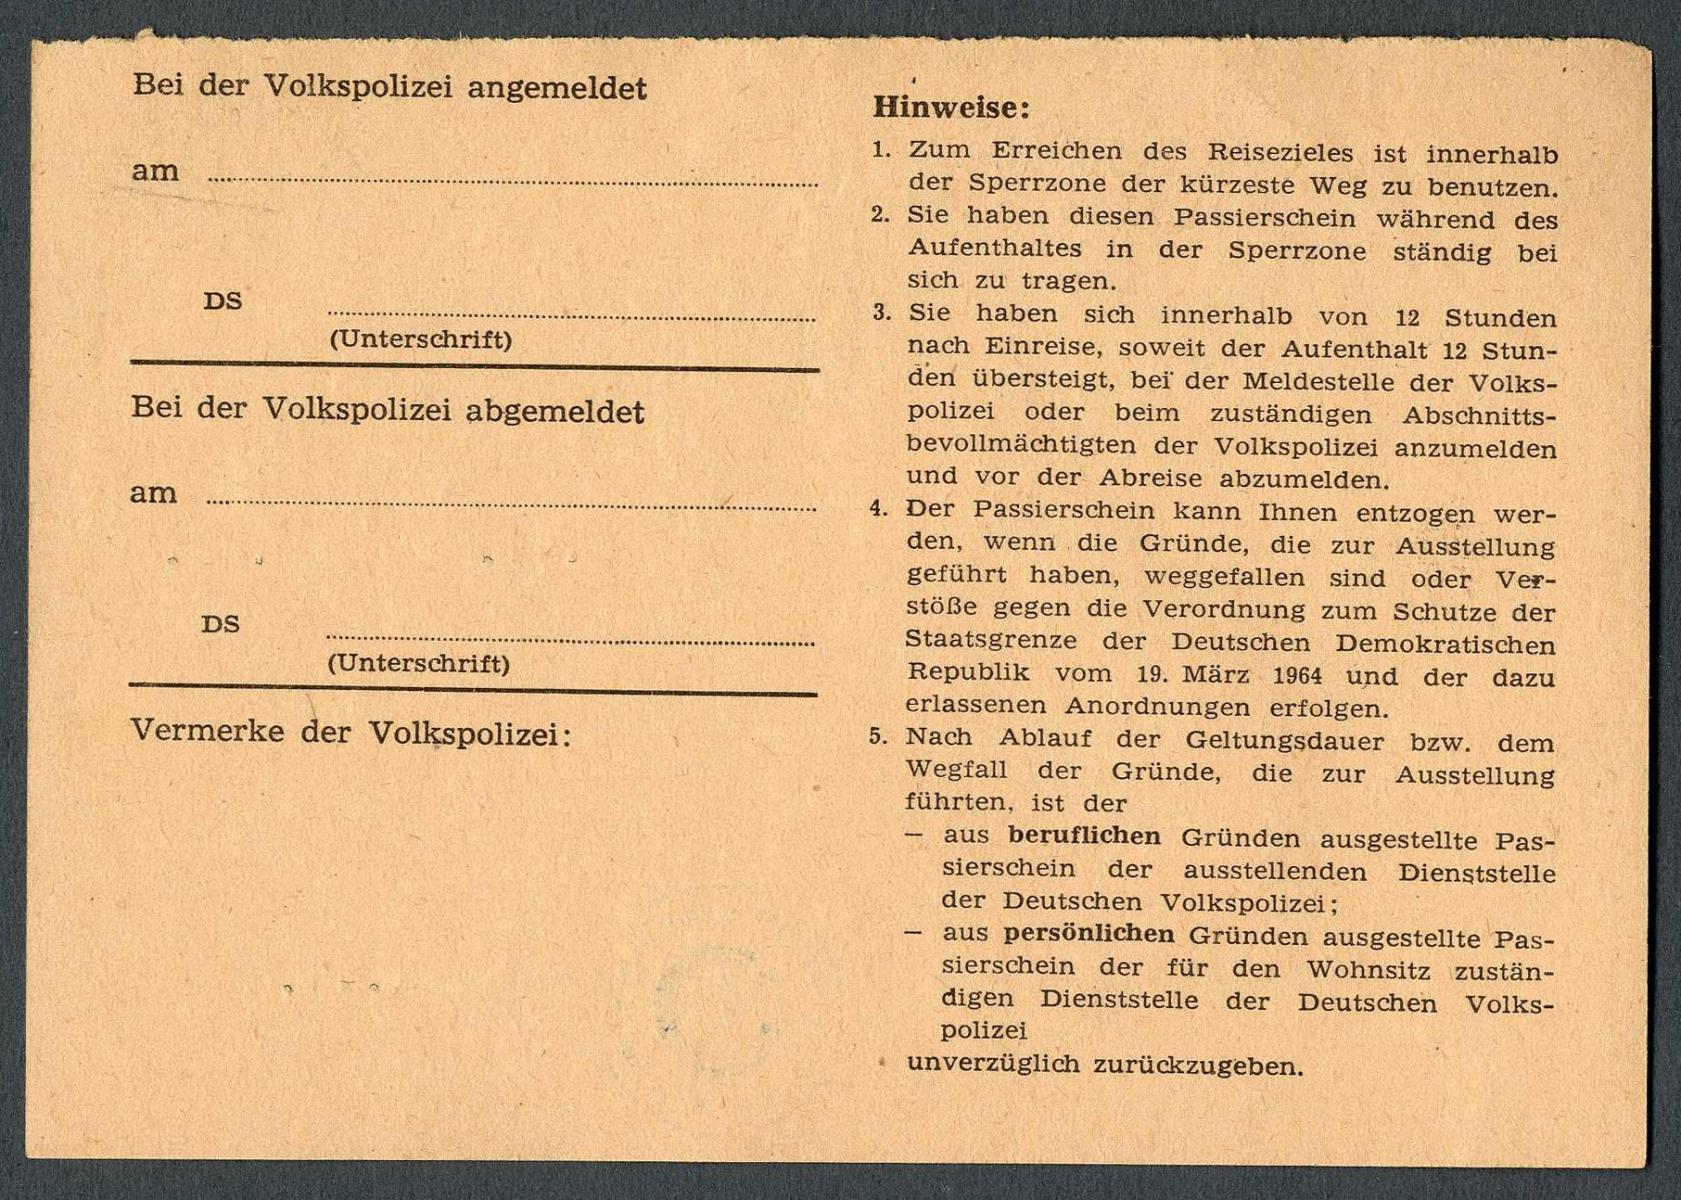 Bei der Volkspolizei angemeldet
am
DS
(Unterschrift)
Bei der Volkspolizei abgemeldet
am
DS
(Unterschrift)
Vermerke der Volkspolizei:
Hinweise:
1. Zum Erreichen des Reisezieles ist innerhalb
der Sperrzone der kürzeste Weg zu benutzen.
2. Sie haben diesen Passierschein während des
Aufenthaltes in der Sperrzone ständig bei
sich zu tragen.
3. Sie haben sich innerhalb von 12 Stunden
nach Einreise, soweit der Aufenthalt 12 Stun-
den übersteigt, bei der Meldestelle der Volks-
polizei oder beim zuständigen Abschnitts-
bevollmächtigten der Volkspolizei anzumelden
und vor der Abreise abzumelden.
4. Der Passierschein kann Ihnen entzogen wer-
den, wenn die Gründe, die zur Ausstellung
geführt haben, weggefallen sind oder Ver-
stöße gegen die Verordnung zum Schutze der
Staatsgrenze der Deutschen Demokratischen
Republik vom 19. März 1964 und der dazu
erlassenen Anordnungen erfolgen.
5. Nach Ablauf der Geltungsdauer bzw. dem
Wegfall der Gründe, die zur Ausstellung
führten, ist der
— aus beruflichen Gründen ausgestellte Pas-
sierschein der ausstellenden Dienststelle
der Deutschen Volkspolizei;
— aus persönlichen Gründen ausgestellte Pas-
sierschein der für den Wohnsitz zustän-
digen Dienststelle der Deutschen Volks-
polizei
unverzüglich zurückzugeben.